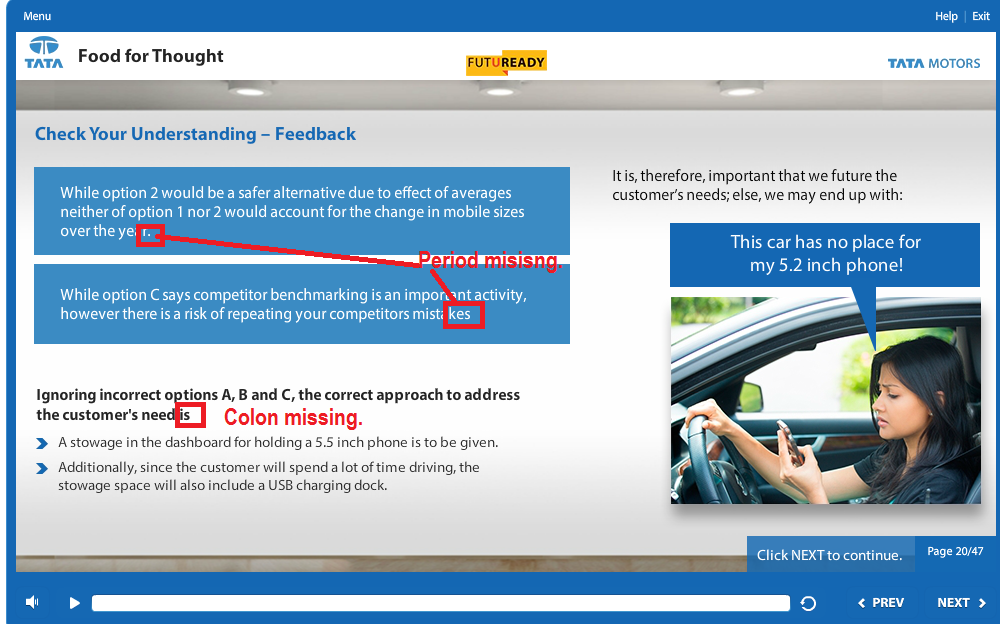 Menu
Help | Exit
TATA
Food for Thought
FUTUREADY
TATA MOTORS
Check Your Understanding – Feedback
While option 2 would be a safer alternative due to effect of averages
neither of option 1 nor 2 would account for the change in mobile sizes
over the year.
Period misisng.
While option C says competitor benchmarking is an important activity,
however there is a risk of repeating your competitors mistakes
Ignoring incorrect options A, B and C, the correct approach to address
the customer's need is
Colon missing.
A stowage in the dashboard for holding a 5.5 inch phone is to be given.
Additionally, since the customer will spend a lot of time driving, the
stowage space will also include a USB charging dock.
It is, therefore, important that we future the
customer’s needs; else, we may end up with:
This car has no place for
my 5.2 inch phone!
Click NEXT to continue.
Page 20/47
PREV
NEXT